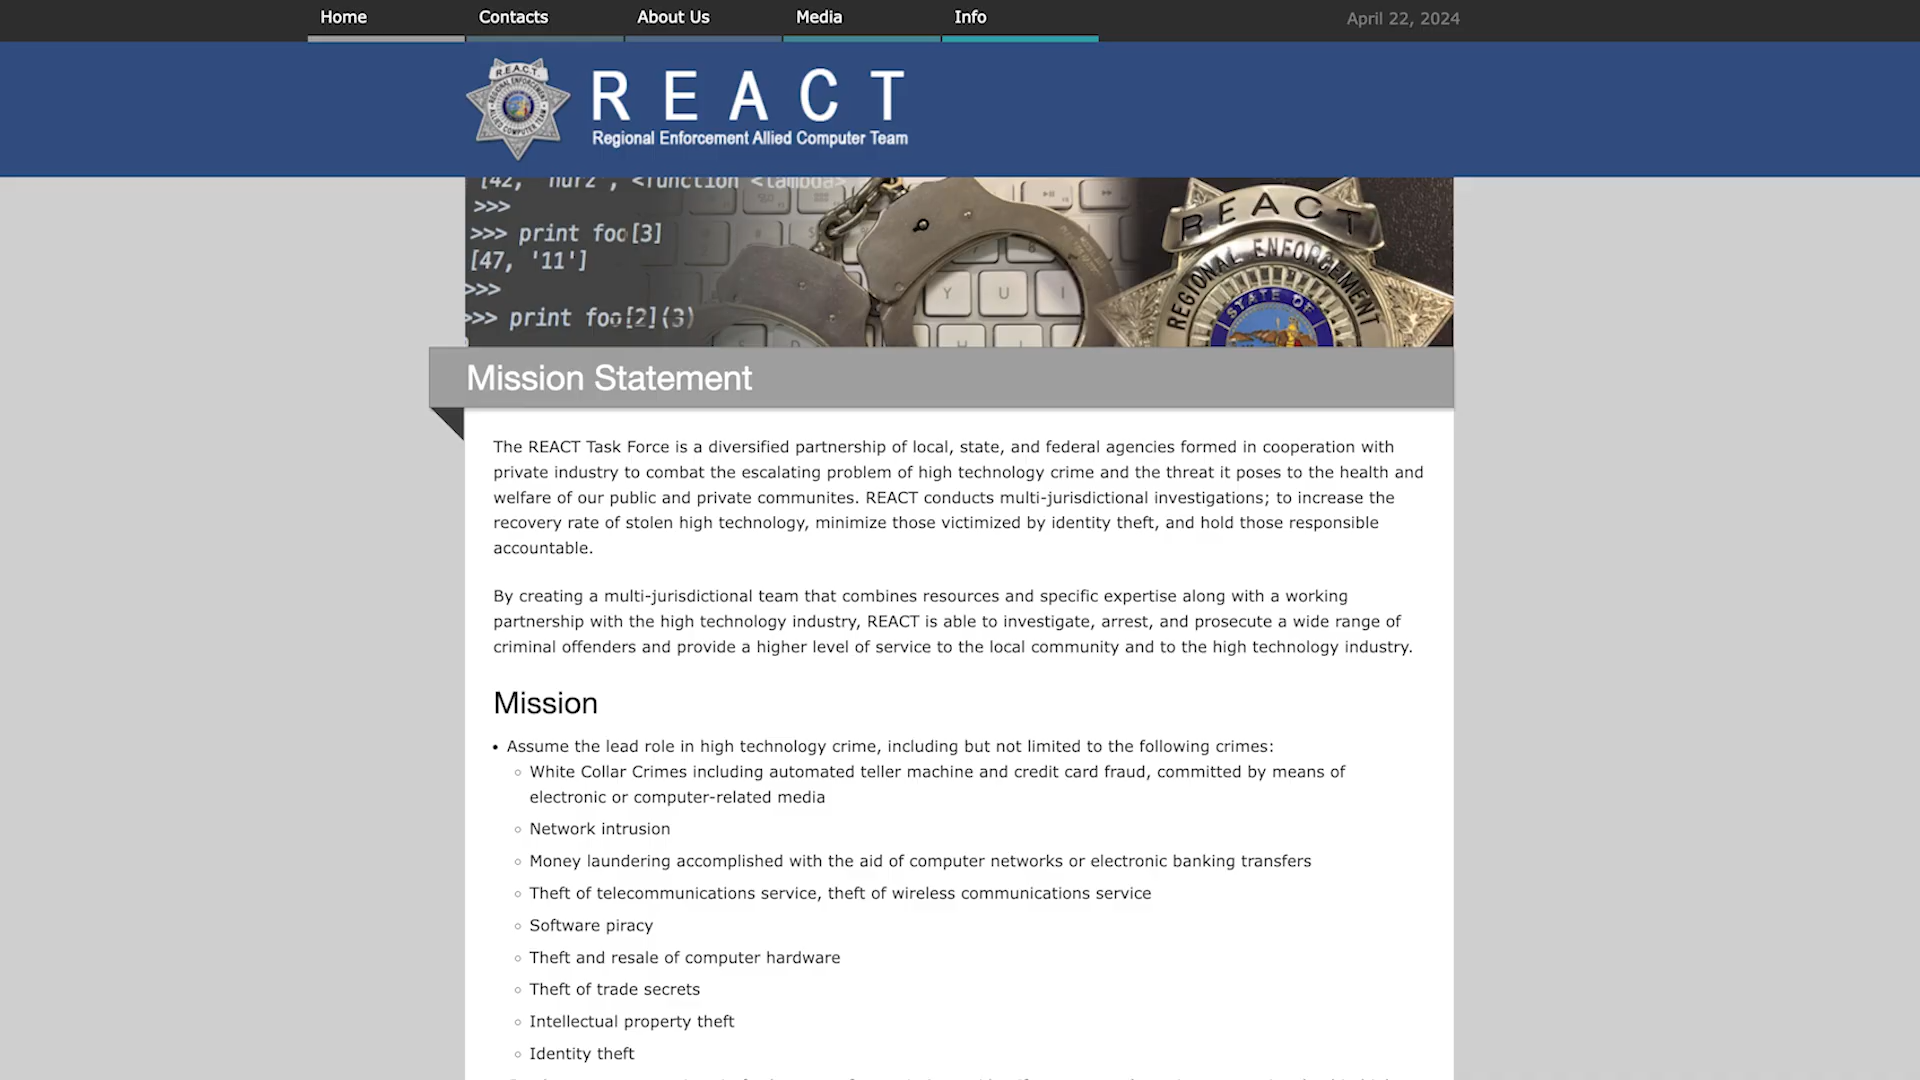 Home Contacts About Us Media Info April 22, 2024
R.E.A.C.T.
REGIONAL ENFORCEMENT
ALLIED COMPUTER TEAM
R E A C T
Regional Enforcement Allied Computer Team
[42, 'nurz', <function <lambda>
>>>
>>> print foo[3]
[47, '11']
>>>
>>> print foo[2](3)
Y U I
REACT
REGIONAL ENFORCEMENT
STATE OF
Mission Statement
The REACT Task Force is a diversified partnership of local, state, and federal agencies formed in cooperation with
private industry to combat the escalating problem of high technology crime and the threat it poses to the health and
welfare of our public and private communites. REACT conducts multi-jurisdictional investigations; to increase the
recovery rate of stolen high technology, minimize those victimized by identity theft, and hold those responsible
accountable.
By creating a multi-jurisdictional team that combines resources and specific expertise along with a working
partnership with the high technology industry, REACT is able to investigate, arrest, and prosecute a wide range of
criminal offenders and provide a higher level of service to the local community and to the high technology industry.
Mission
• Assume the lead role in high technology crime, including but not limited to the following crimes:
◦ White Collar Crimes including automated teller machine and credit card fraud, committed by means of
electronic or computer-related media
◦ Network intrusion
◦ Money laundering accomplished with the aid of computer networks or electronic banking transfers
◦ Theft of telecommunications service, theft of wireless communications service
◦ Software piracy
◦ Theft and resale of computer hardware
◦ Theft of trade secrets
◦ Intellectual property theft
◦ Identity theft